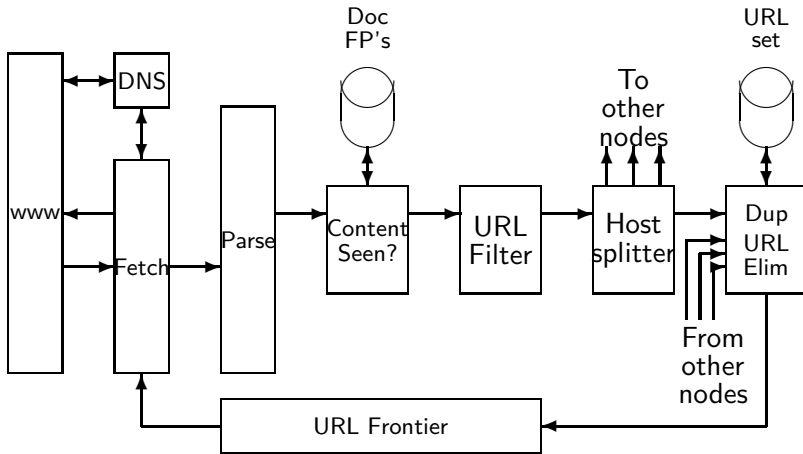 Doc
FP's
URL
set
DNS
To
other
nodes
www
Fetch
Parse
Content
Seen?
URL
Filter
Host
splitter
Dup
URL
Elim
From
other
nodes
URL Frontier